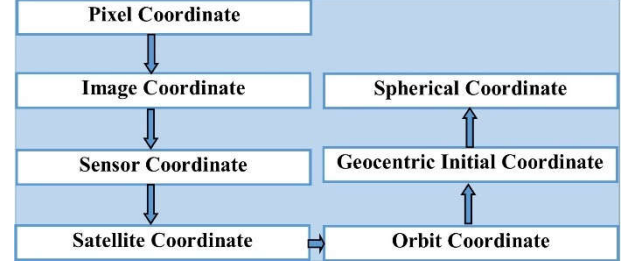 Pixel Coordinate
Image Coordinate
Sensor Coordinate
Satellite Coordinate
Orbit Coordinate
Geocentric Initial Coordinate
Spherical Coordinate